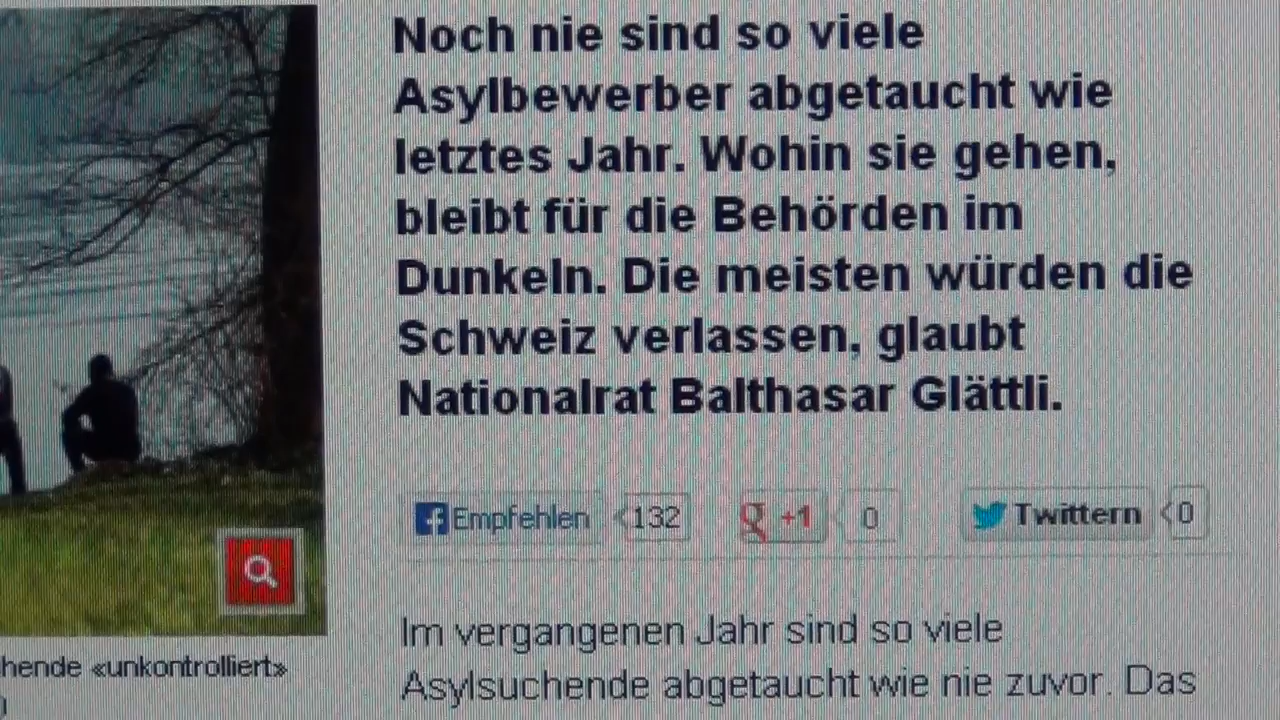 Noch nie sind so viele
Asylbewerber abgetaucht wie
letztes Jahr. Wohin sie gehen,
bleibt für die Behörden im
Dunkeln. Die meisten würden die
Schweiz verlassen, glaubt
Nationalrat Balthasar Glättli.
Empfehlen 132 +1 0 Twittern 0
Im vergangenen Jahr sind so viele
Asylsuchende abgetaucht wie nie zuvor. Das
hende «unkontrolliert»